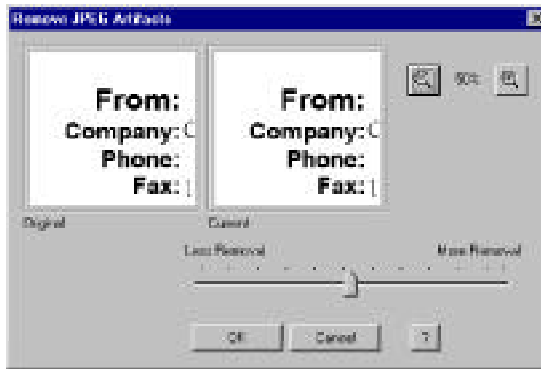 Remove JPEG Artifacts
From:
Company: C
Phone:
Fax:
From:
Company: C
Phone:
Fax:
Original
Current
Less Removal
More Removal
OK
Cancel
?